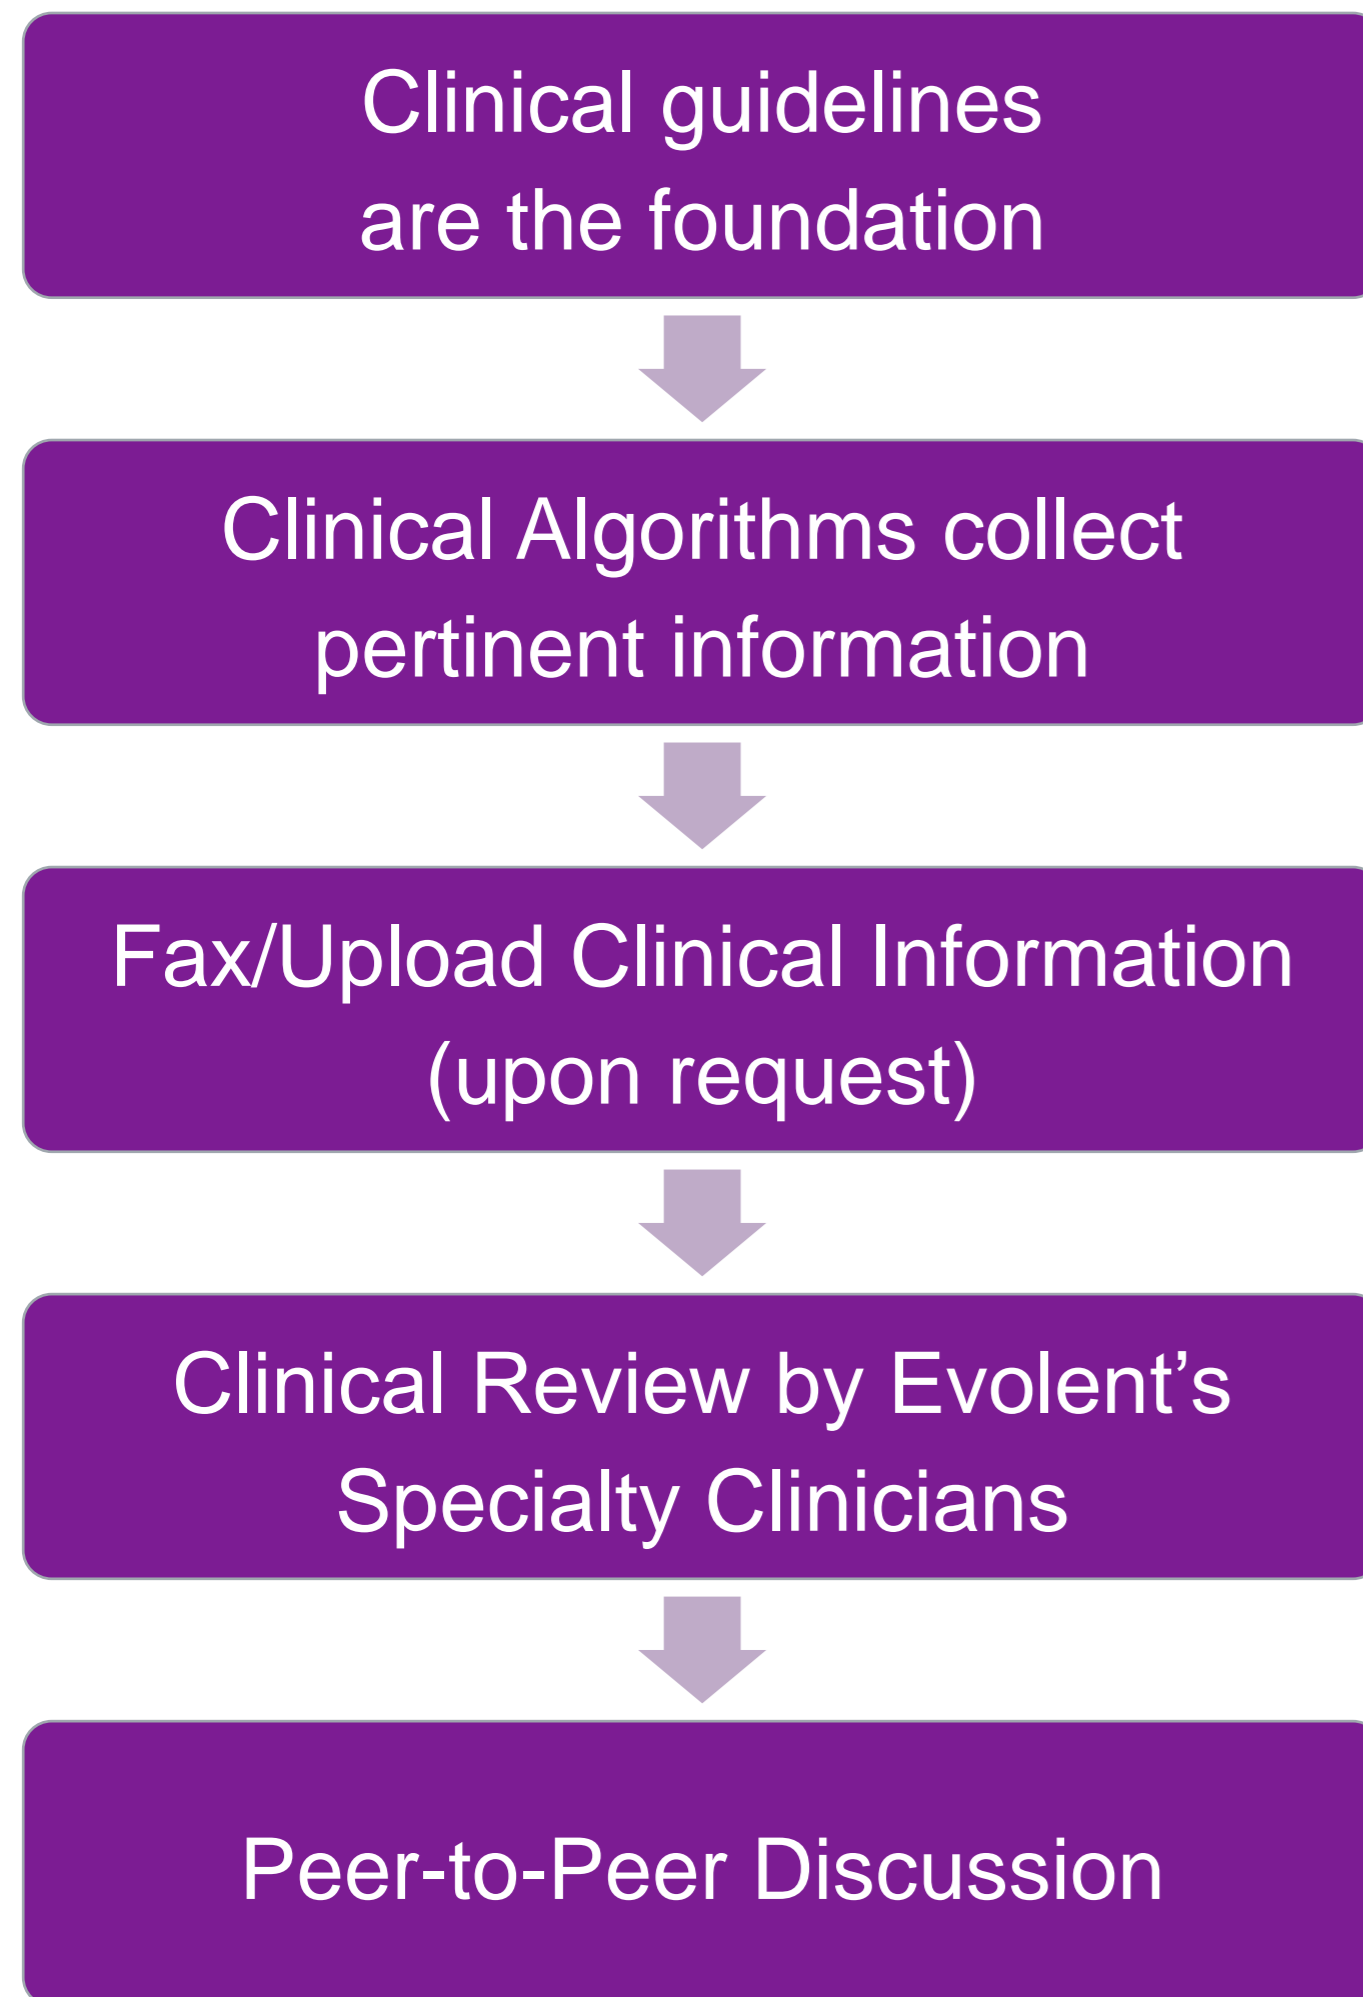 Clinical guidelines
are the foundation
Clinical Algorithms collect
pertinent information
Fax/Upload Clinical Information
(upon request)
Clinical Review by Evolent’s
Specialty Clinicians
Peer-to-Peer Discussion